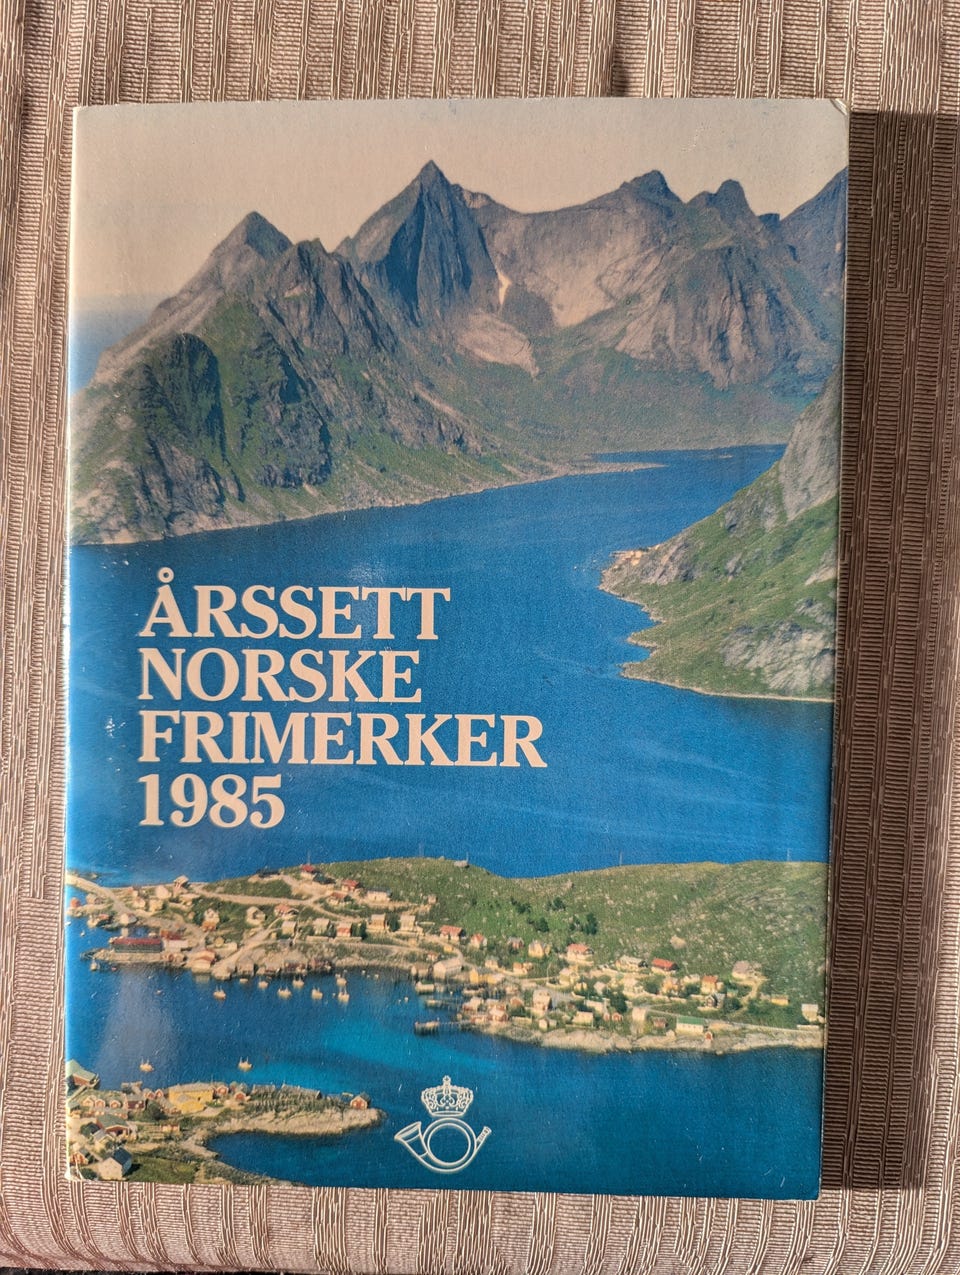 ÅRSSETT
NORSKE
FRIMERKER
1985